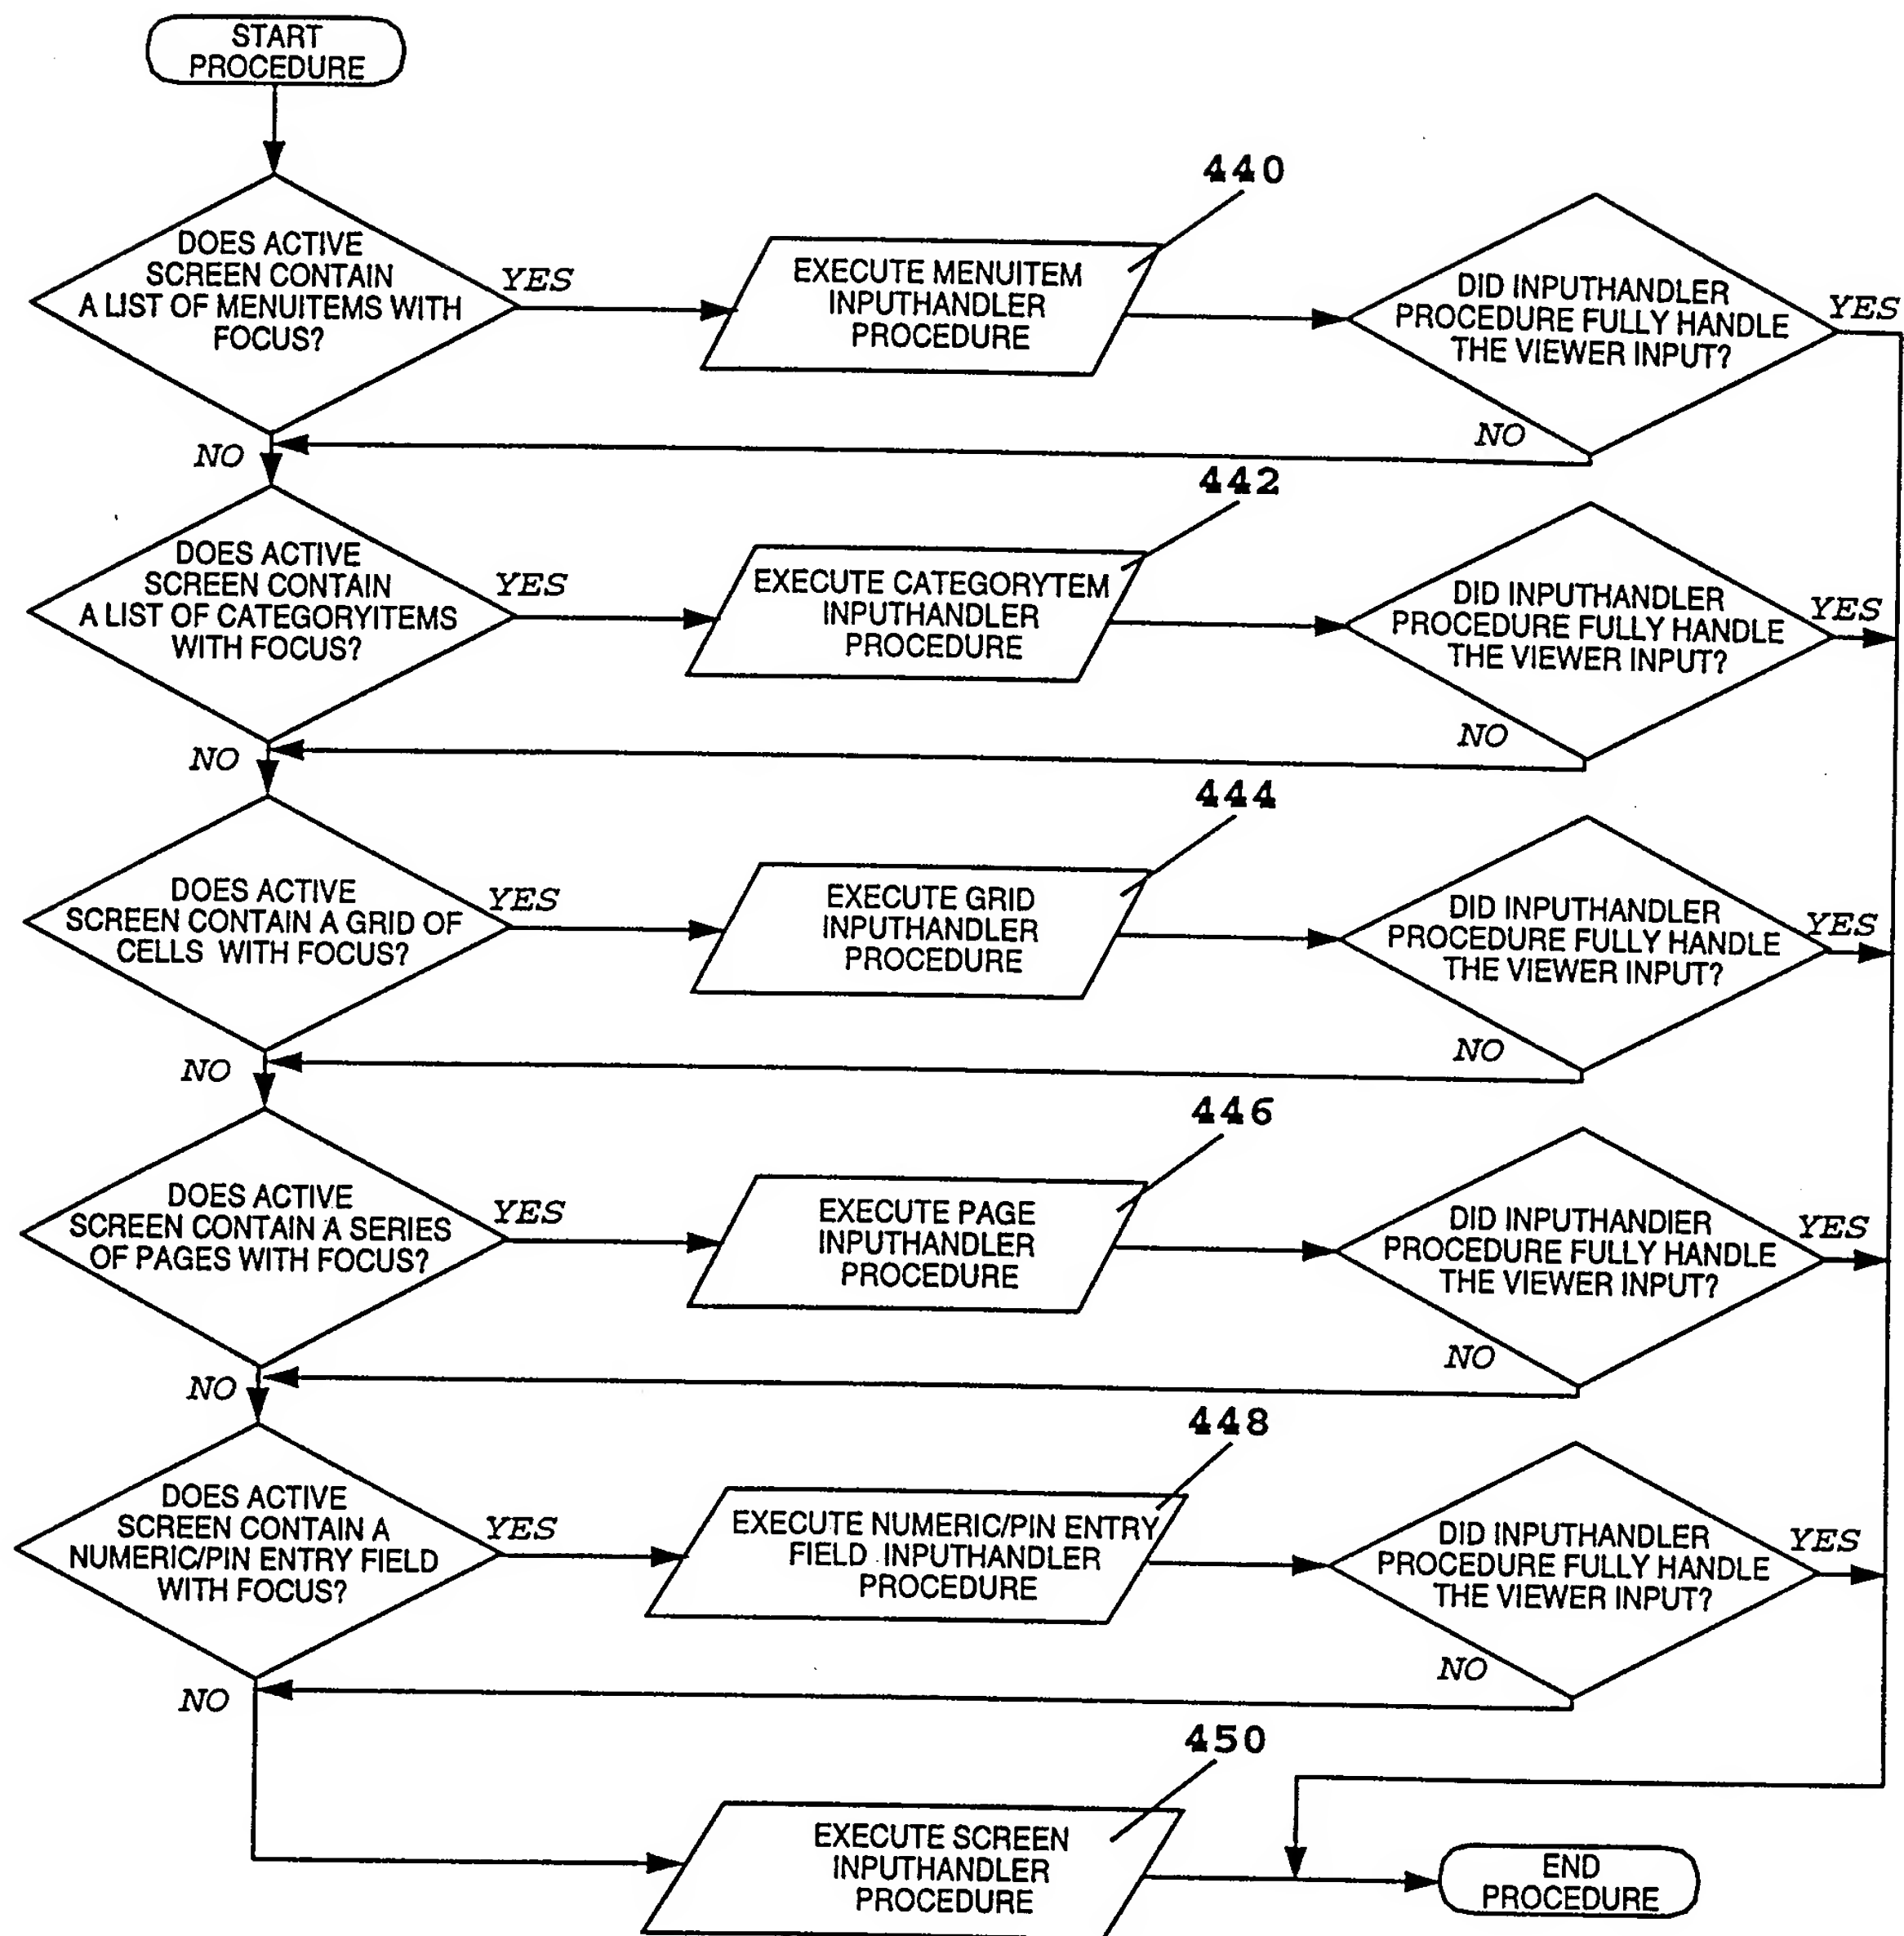 START
PROCEDURE
440
DOES ACTIVE
SCREEN CONTAIN
A LIST OF MENUITEMS WITH
FOCUS?
YES
EXECUTE MENUITEM
INPUTHANDLER
PROCEDURE
DID INPUTHANDLER
PROCEDURE FULLY HANDLE
THE VIEWER INPUT?
YES
NO
NO
442
DOES ACTIVE
SCREEN CONTAIN
A LIST OF CATEGORYITEMS
WITH FOCUS?
YES
EXECUTE CATEGORYTEM
INPUTHANDLER
PROCEDURE
DID INPUTHANDLER
PROCEDURE FULLY HANDLE
THE VIEWER INPUT?
YES
NO
NO
444
DOES ACTIVE
SCREEN CONTAIN A GRID OF
CELLS WITH FOCUS?
YES
EXECUTE GRID
INPUTHANDLER
PROCEDURE
DID INPUTHANDLER
PROCEDURE FULLY HANDLE
THE VIEWER INPUT?
YES
NO
NO
446
DOES ACTIVE
SCREEN CONTAIN A SERIES
OF PAGES WITH FOCUS?
YES
EXECUTE PAGE
INPUTHANDLER
PROCEDURE
DID INPUTHANDIER
PROCEDURE FULLY HANDLE
THE VIEWER INPUT?
YES
NO
NO
448
DOES ACTIVE
SCREEN CONTAIN A
NUMERIC/PIN ENTRY FIELD
WITH FOCUS?
YES
EXECUTE NUMERIC/PIN ENTRY
FIELD INPUTHANDLER
PROCEDURE
DID INPUTHANDLER
PROCEDURE FULLY HANDLE
THE VIEWER INPUT?
YES
NO
NO
450
EXECUTE SCREEN
INPUTHANDLER
PROCEDURE
END
PROCEDURE